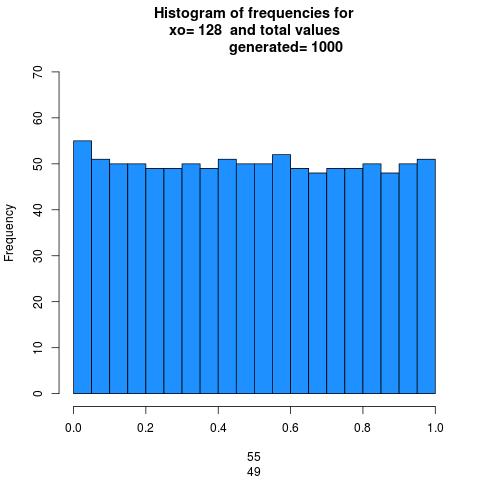 Histogram of frequencies for
xo= 128 and total values
generated= 1000
Frequency
70
60
50
40
30
20
10
0
0.0 0.2 0.4 0.6 0.8 1.0
55
49